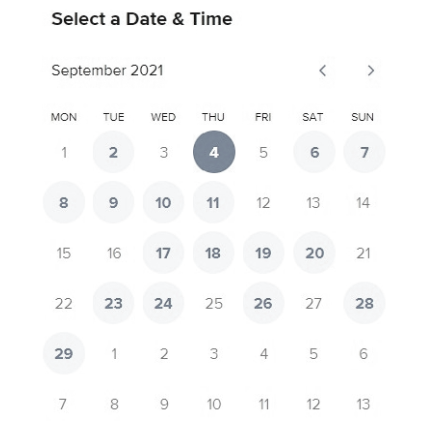 Select a Date & Time
September 2021
MON TUE WED THU FRI SAT SUN
1 2 3 4 5 6 7
8 9 10 11 12 13 14
15 16 17 18 19 20 21
22 23 24 25 26 27 28
29 1 2 3 4 5 6
7 8 9 10 11 12 13